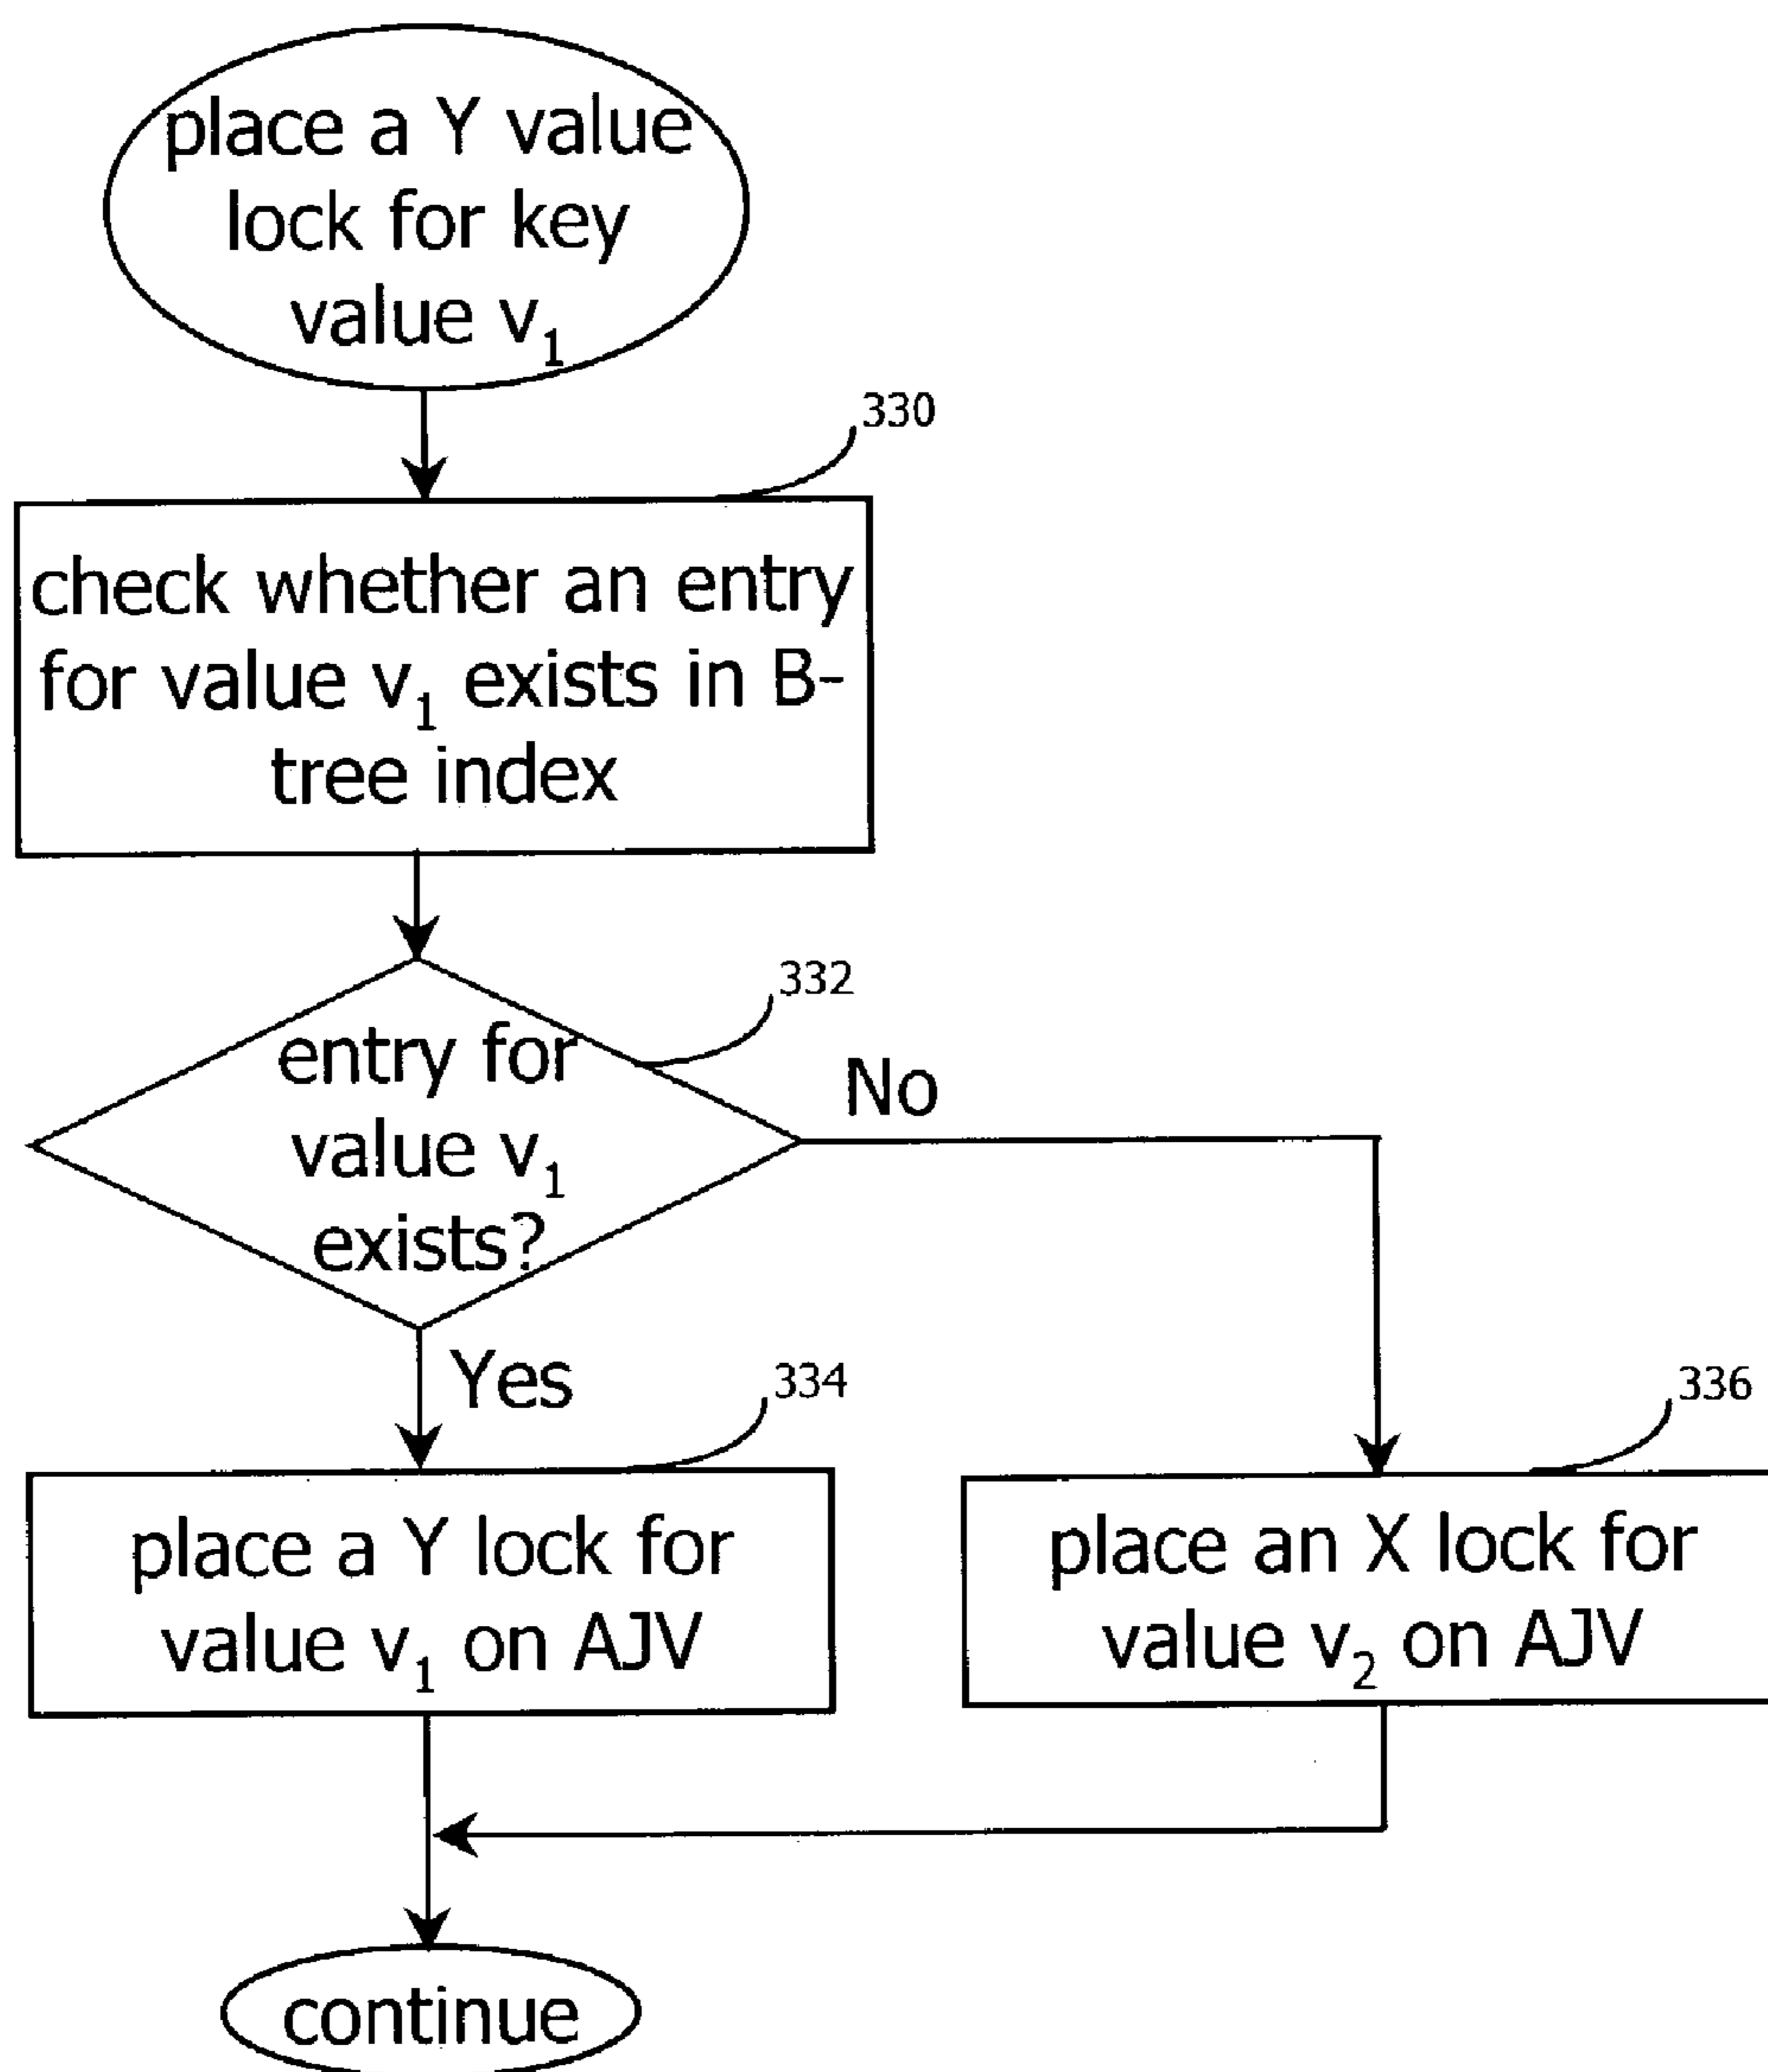 place a Y value
lock for key
value v₁
330
check whether an entry
for value v₁ exists in B-
tree index
332
entry for
value v₁
exists?
No
Yes
334
336
place a Y lock for
value v₁ on AJV
place an X lock for
value v₂ on AJV
continue